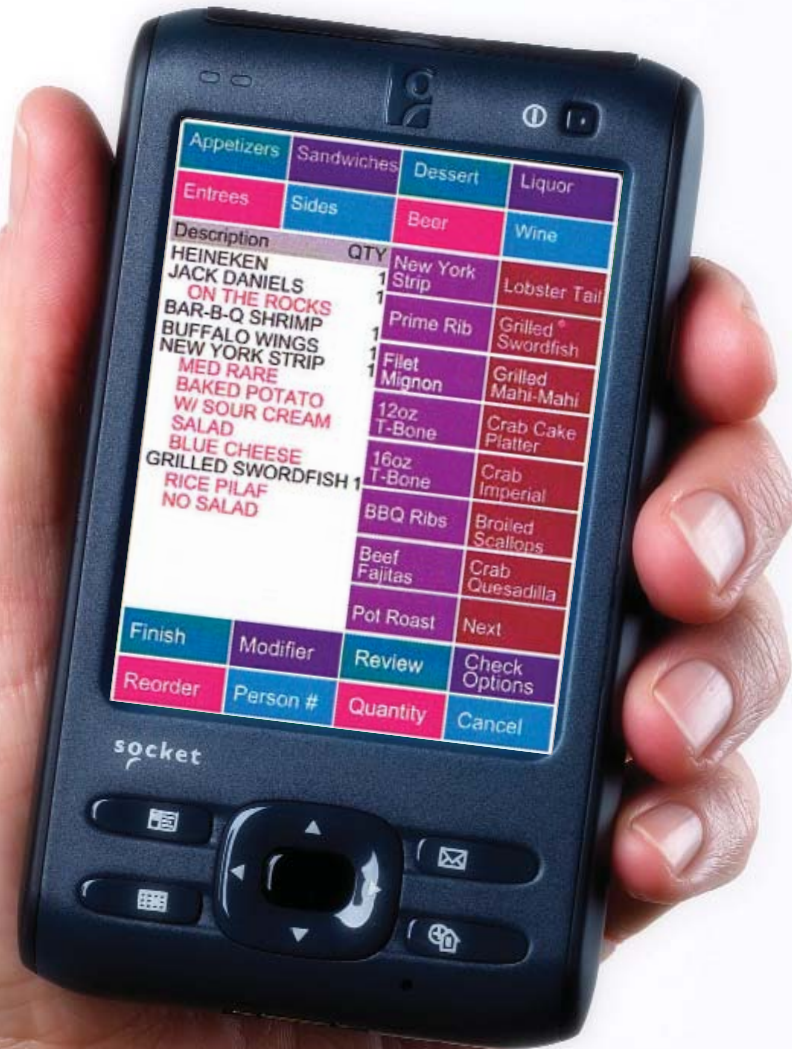 Appetizers Sandwiches Dessert Liquor
Entrees Sides Beer Wine
Description QTY
HEINEKEN 1
JACK DANIELS 1
ON THE ROCKS
BAR-B-Q SHRIMP 1
BUFFALO WINGS 1
NEW YORK STRIP 1
MED RARE
BAKED POTATO
W/ SOUR CREAM
SALAD
BLUE CHEESE
GRILLED SWORDFISH 1
RICE PILAF
NO SALAD
New York
Strip
Lobster Tail
Prime Rib
Grilled
Swordfish
Filet
Mignon
Grilled
Mahi-Mahi
12oz
T-Bone
Crab Cake
Platter
16oz
T-Bone
Crab
Imperial
BBQ Ribs
Broiled
Scallops
Beef
Fajitas
Crab
Quesadilla
Pot Roast
Next
Finish Modifier Review Check
Options
Reorder Person # Quantity Cancel
socket